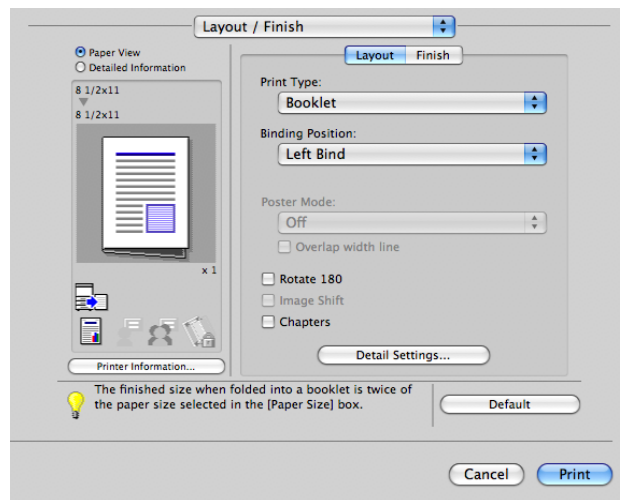 Layout / Finish
Paper View
Detailed Information
8 1/2x11
8 1/2x11
x 1
Printer Information...
Layout
Finish
Print Type:
Booklet
Binding Position:
Left Bind
Poster Mode:
Off
Overlap width line
Rotate 180
Image Shift
Chapters
Detail Settings...
The finished size when folded into a booklet is twice of
the paper size selected in the [Paper Size] box.
Default
Cancel
Print